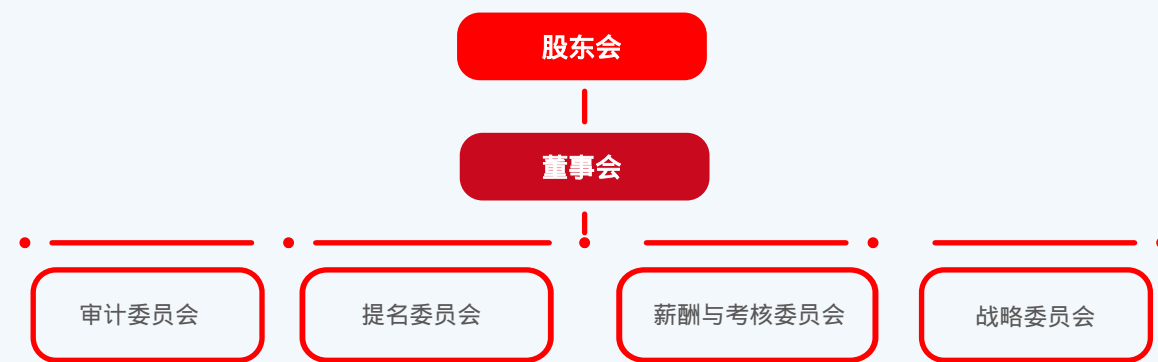 股东会
董事会
审计委员会
提名委员会
薪酬与考核委员会
战略委员会